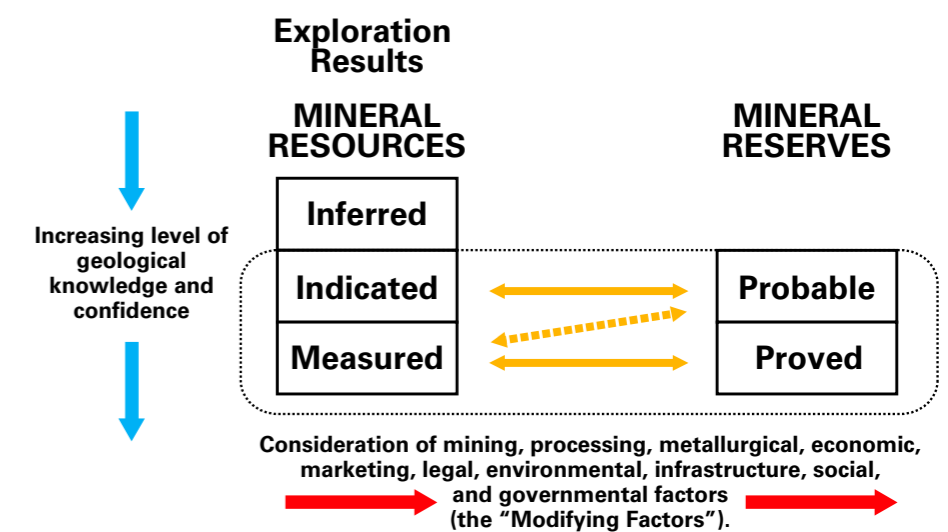 Exploration
Results
MINERAL
RESOURCES
MINERAL
RESERVES
Inferred
Increasing level of
geological
knowledge and
confidence
Indicated
Probable
Measured
Proved
Consideration of mining, processing, metallurgical, economic,
marketing, legal, environmental, infrastructure, social,
and governmental factors
(the “Modifying Factors”).